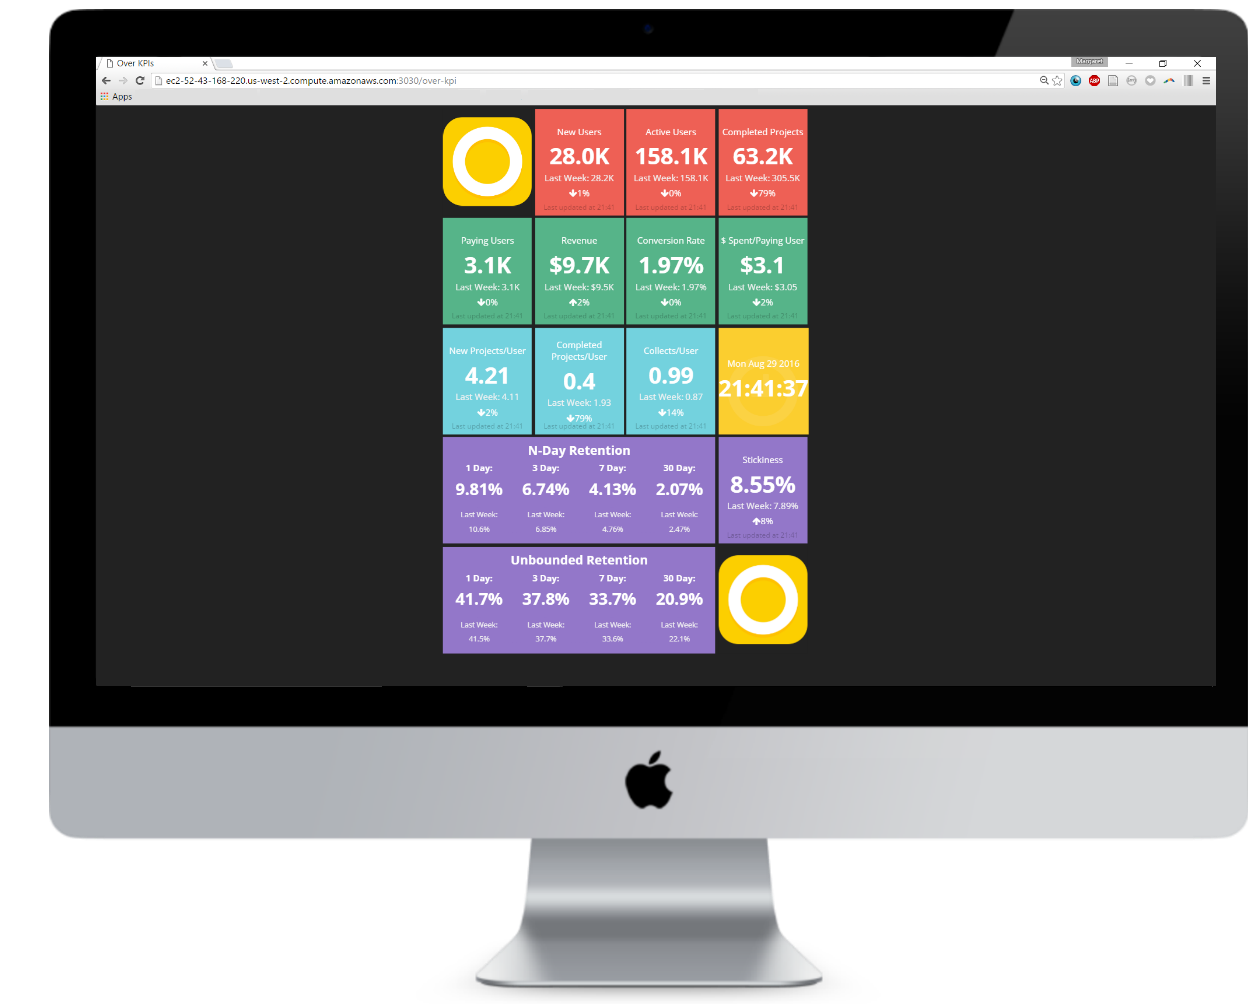 Over KPIs
Margaret
ec2-52-43-168-220.us-west-2.compute.amazonaws.com:3030/over-kpi
ABP
Apps
New Users
28.0K
Last Week: 28.2K
1%
Last updated at 21:41
Active Users
158.1K
Last Week: 158.1K
0%
Last updated at 21:41
Completed Projects
63.2K
Last Week: 305.5K
79%
Last updated at 21:41
Paying Users
3.1K
Last Week: 3.1K
0%
Last updated at 21:41
Revenue
$9.7K
Last Week: $9.5K
2%
Last updated at 21:41
Conversion Rate
1.97%
Last Week: 1.97%
0%
Last updated at 21:41
$ Spent/Paying User
$3.1
Last Week: $3.05
2%
Last updated at 21:41
New Projects/User
4.21
Last Week: 4.11
2%
Last updated at 21:41
Completed
Projects/User
0.4
Last Week: 1.93
79%
Last updated at 21:41
Collects/User
0.99
Last Week: 0.87
14%
Last updated at 21:41
Mon Aug 29 2016
21:41:37
N-Day Retention
1 Day: 3 Day: 7 Day: 30 Day:
9.81% 6.74% 4.13% 2.07%
Last Week: Last Week: Last Week: Last Week:
10.6% 6.85% 4.76% 2.47%
Stickiness
8.55%
Last Week: 7.89%
8%
Last updated at 21:41
Unbounded Retention
1 Day: 3 Day: 7 Day: 30 Day:
41.7% 37.8% 33.7% 20.9%
Last Week: Last Week: Last Week: Last Week:
41.5% 37.7% 33.6% 22.1%